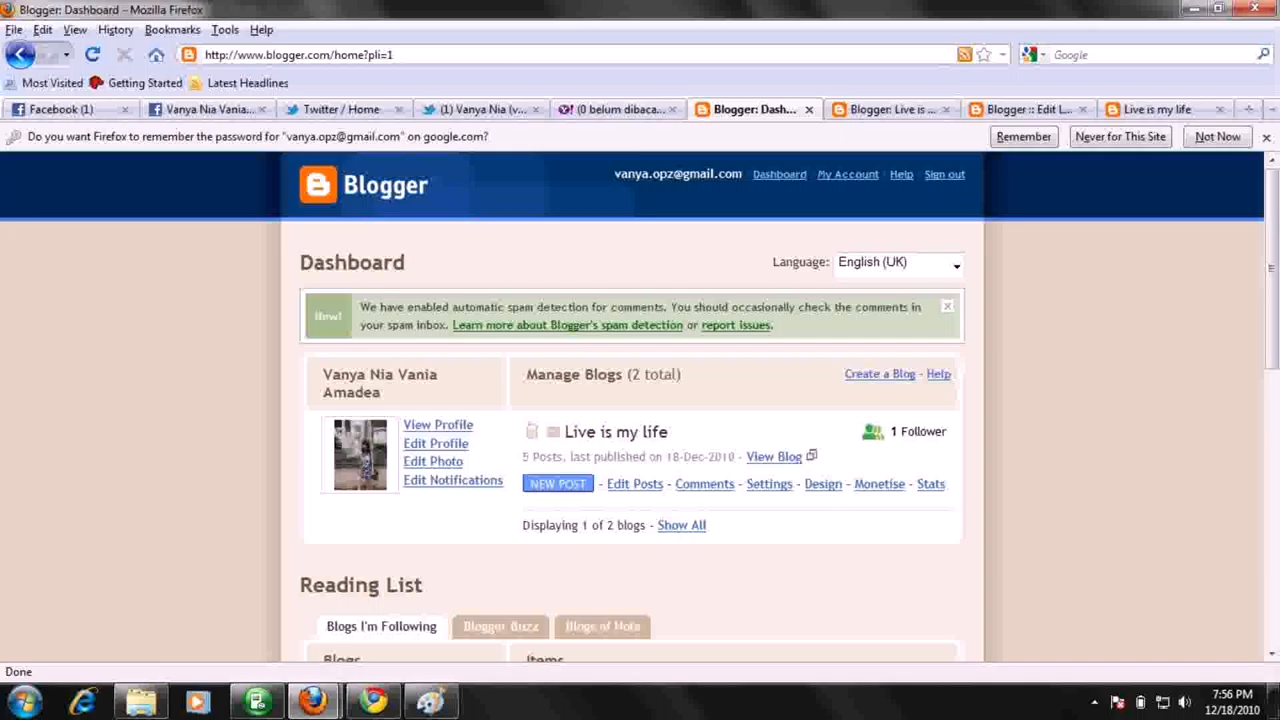 Blogger: Dashboard - Mozilla Firefox
File Edit View History Bookmarks Tools Help
http://www.blogger.com/home?pli=1 Google
Most Visited Getting Started Latest Headlines
Facebook (1) Vanya Nia Vania... Twitter / Home (1) Vanya Nia (v... (0 belum dibaca... Blogger: Dash... Blogger: Live is ... Blogger :: Edit L... Live is my life
Do you want Firefox to remember the password for "vanya.opz@gmail.com" on google.com? Remember Never for This Site Not Now
Blogger vanya.opz@gmail.com Dashboard My Account Help Sign out
Dashboard Language: English (UK)
New! We have enabled automatic spam detection for comments. You should occasionally check the comments in
your spam inbox. Learn more about Blogger's spam detection or report issues.
Vanya Nia Vania
Amadea
Manage Blogs (2 total) Create a Blog - Help
View Profile
Edit Profile
Edit Photo
Edit Notifications
Live is my life 1 Follower
5 Posts, last published on 18-Dec-2010 - View Blog
NEW POST - Edit Posts - Comments - Settings - Design - Monetise - Stats
Displaying 1 of 2 blogs - Show All
Reading List
Blogs I'm Following Blogger Buzz Blogs of Note
Blogs Items
Done
7:56 PM
12/18/2010